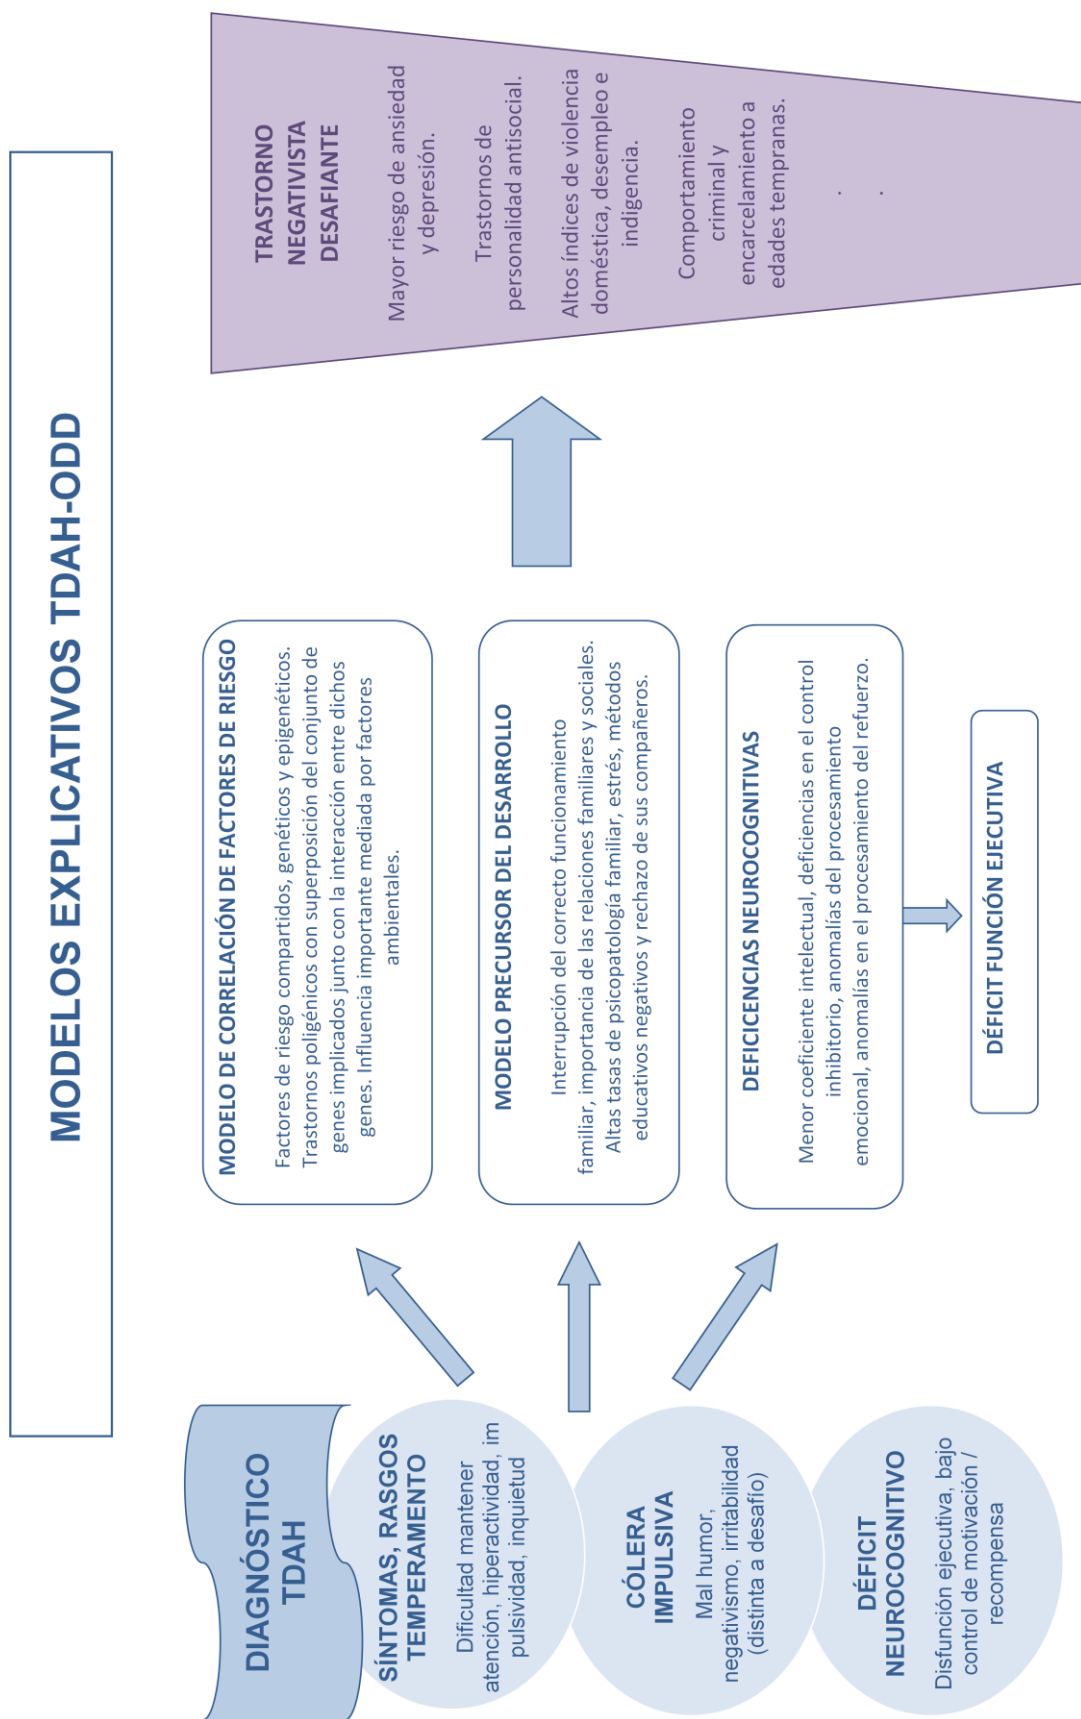 MODELOS EXPLICATIVOS TDAH-ODD
DIAGNÓSTICO
TDAH
SÍNTOMAS, RASGOS
TEMPERAMENTO
Dificultad mantener
atención, hiperactividad, im
pulsividad, inquietud
CÓLERA
IMPULSIVA
Mal humor,
negativismo, irritabilidad
(distinta a desafío)
DÉFICIT
NEUROCOGNITIVO
Disfunción ejecutiva, bajo
control de motivación /
recompensa
MODELO DE CORRELACIÓN DE FACTORES DE RIESGO
Factores de riesgo compartidos, genéticos y epigenéticos.
Trastornos poligénicos con superposición del conjunto de
genes implicados junto con la interacción entre dichos
genes. Influencia importante mediada por factores
ambientales.
MODELO PRECURSOR DEL DESARROLLO
Interrupción del correcto funcionamiento
familiar, importancia de las relaciones familiares y sociales.
Altas tasas de psicopatología familiar, estrés, métodos
educativos negativos y rechazo de sus compañeros.
DEFICICENCIAS NEUROCOGNITIVAS
Menor coeficiente intelectual, deficiencias en el control
inhibitorio, anomalías del procesamiento
emocional, anomalías en el procesamiento del refuerzo.
DÉFICIT FUNCIÓN EJECUTIVA
TRASTORNO
NEGATIVISTA
DESAFIANTE
Mayor riesgo de ansiedad
y depresión.
Trastornos de
personalidad antisocial.
Altos índices de violencia
doméstica, desempleo e
indigencia.
Comportamiento
criminal y
encarcelamiento a
edades tempranas.
.
.